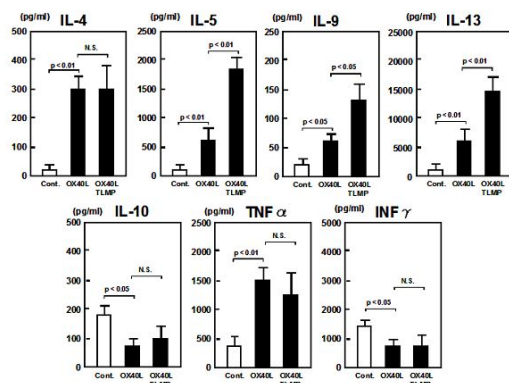 (pg/ml) IL-4
500
400
300
200
100
0
p <0.01
N.S.
Cont. OX40L OX40L
TLMP
(pg/ml) IL-5
2500
2000
1500
1000
500
0
p <0.01
p <0.01
Cont. OX40L OX40L
TLMP
(pg/ml) IL-9
200
150
100
50
0
p <0.05
p <0.05
Cont. OX40L OX40L
TLMP
(pg/ml) IL-13
25000
20000
15000
10000
5000
0
p <0.01
p <0.01
Cont. OX40L OX40L
TLMP
(pg/ml) IL-10
500
400
300
200
100
0
N.S.
p <0.05
Cont. OX40L OX40L
TLMP
(pg/ml) TNF α
2500
2000
1500
1000
500
0
N.S.
p <0.01
Cont. OX40L OX40L
TLMP
(pg/ml) INF γ
5000
4000
3000
2000
1000
0
N.S.
p <0.05
Cont. OX40L OX40L
TLMP